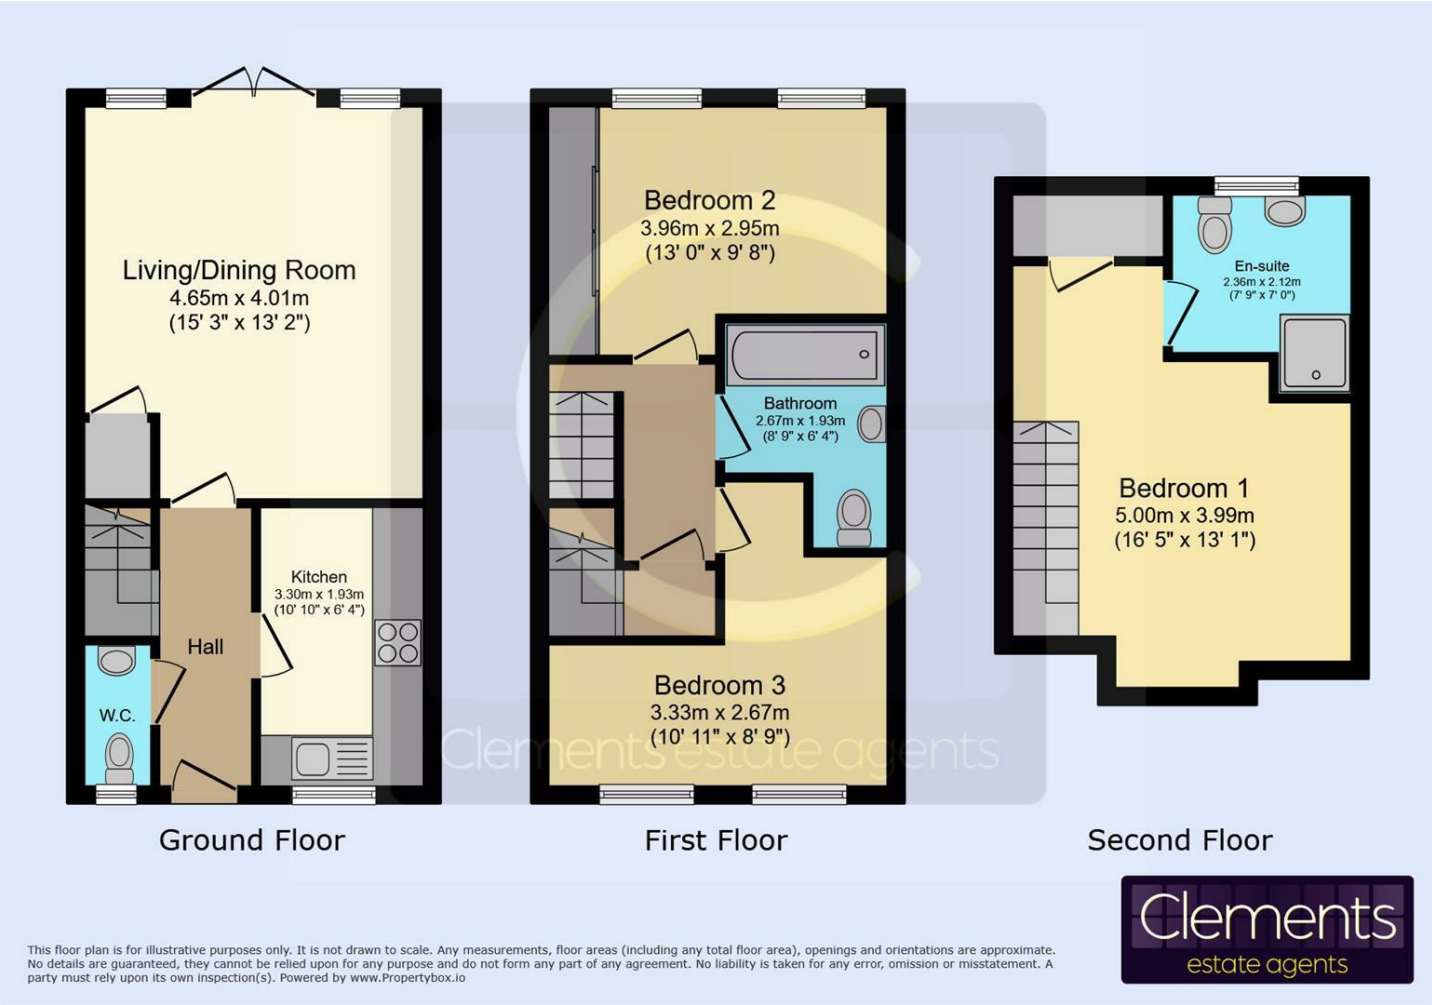 Living/Dining Room
4.65m x 4.01m
(15' 3" x 13' 2")
Kitchen
3.30m x 1.93m
(10' 10" x 6' 4")
Hall
W.C.
Ground Floor
Bedroom 2
3.96m x 2.95m
(13' 0" x 9' 8")
Bathroom
2.67m x 1.93m
(8' 9" x 6' 4")
Bedroom 3
3.33m x 2.67m
(10' 11" x 8' 9")
Clements estate agents
First Floor
En-suite
2.36m x 2.12m
(7' 9" x 7' 0")
Bedroom 1
5.00m x 3.99m
(16' 5" x 13' 1")
Second Floor
Clements
estate agents
This floor plan is for illustrative purposes only. It is not drawn to scale. Any measurements, floor areas (including any total floor area), openings and orientations are approximate.
No details are guaranteed, they cannot be relied upon for any purpose and do not form any part of any agreement. No liability is taken for any error, omission or misstatement. A
party must rely upon its own inspection(s). Powered by www.Propertybox.io